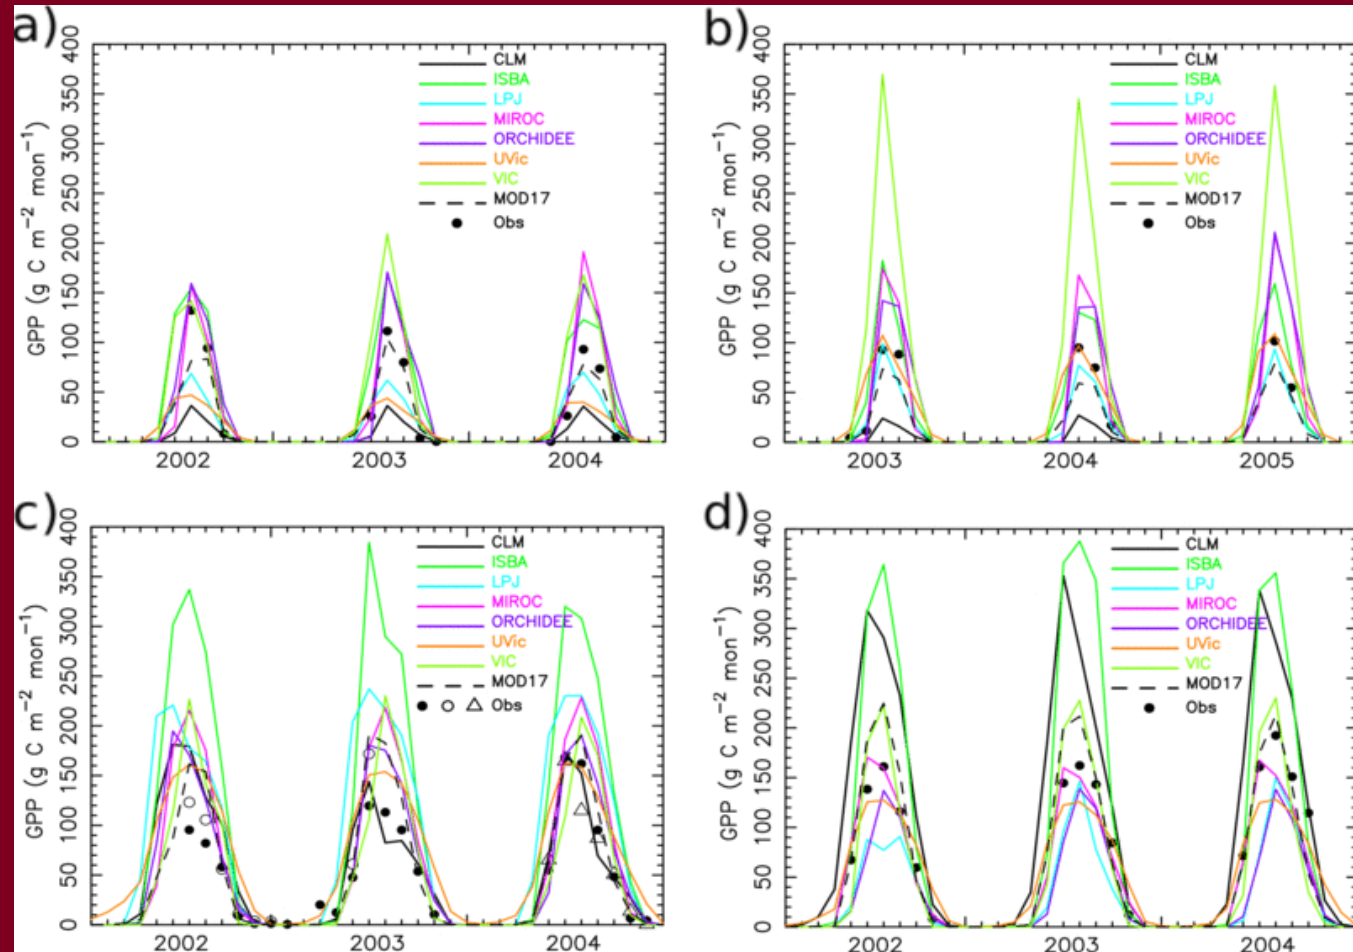 a)
400
350
300
250
200
150
100
50
0
GPP (g C m⁻² mon⁻¹)
CLM
ISBA
LPJ
MIROC
ORCHIDEE
UVic
VIC
MOD17
Obs
2002 2003 2004
b)
400
350
300
250
200
150
100
50
0
GPP (g C m⁻² mon⁻¹)
CLM
ISBA
LPJ
MIROC
ORCHIDEE
UVic
VIC
MOD17
Obs
2003 2004 2005
c)
400
350
300
250
200
150
100
50
0
GPP (g C m⁻² mon⁻¹)
CLM
ISBA
LPJ
MIROC
ORCHIDEE
UVic
VIC
MOD17
Obs
2002 2003 2004
d)
400
350
300
250
200
150
100
50
0
GPP (g C m⁻² mon⁻¹)
CLM
ISBA
LPJ
MIROC
ORCHIDEE
UVic
VIC
MOD17
Obs
2002 2003 2004